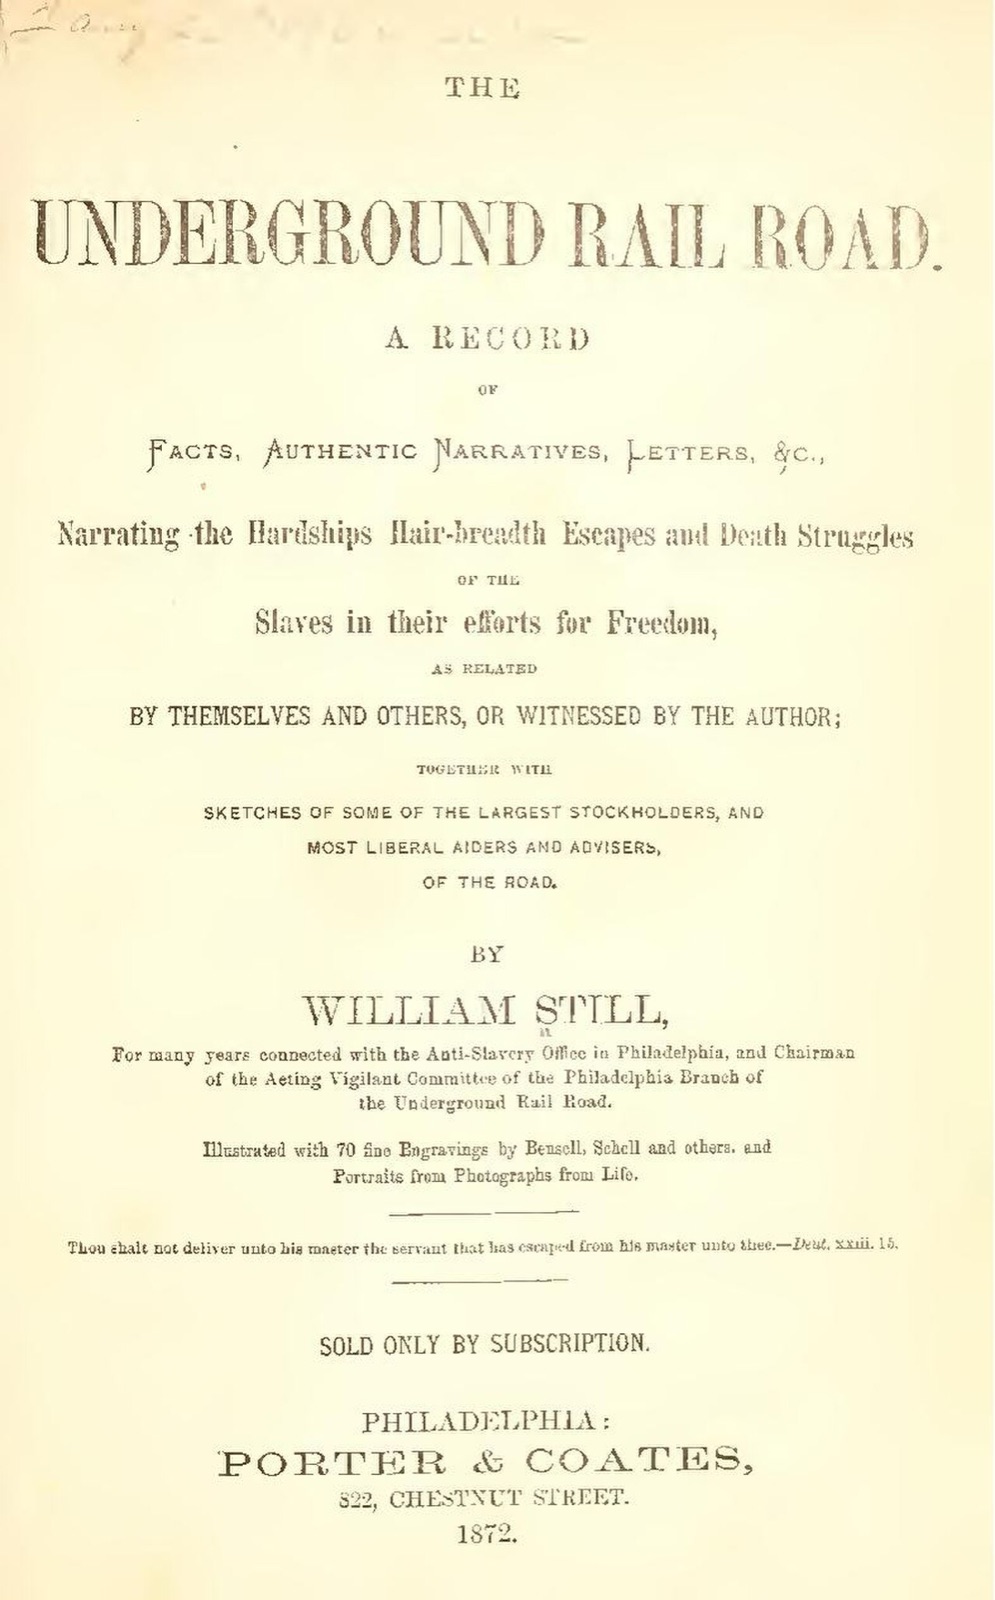 THE
UNDERGROUND RAIL ROAD.
A RECORD
OF
FACTS, AUTHENTIC NARRATIVES, LETTERS, &C.,
Narrating the Hardships Hair-breadth Escapes and Death Struggles
OF THE
Slaves in their efforts for Freedom,
AS RELATED
BY THEMSELVES AND OTHERS, OR WITNESSED BY THE AUTHOR;
TOGETHER WITH
SKETCHES OF SOME OF THE LARGEST STOCKHOLDERS, AND
MOST LIBERAL AIDERS AND ADVISERS,
OF THE ROAD.
BY
WILLIAM STILL,
For many years connected with the Anti-Slavery Office in Philadelphia, and Chairman
of the Acting Vigilant Committee of the Philadelphia Branch of
the Underground Rail Road.
Illustrated with 70 fine Engravings by Bensell, Schell and others, and
Portraits from Photographs from Life.
Thou shalt not deliver unto his master the servant that has escaped from his master unto thee.—Deut. xxiii. 15.
SOLD ONLY BY SUBSCRIPTION.
PHILADELPHIA:
PORTER & COATES,
822, CHESTNUT STREET.
1872.